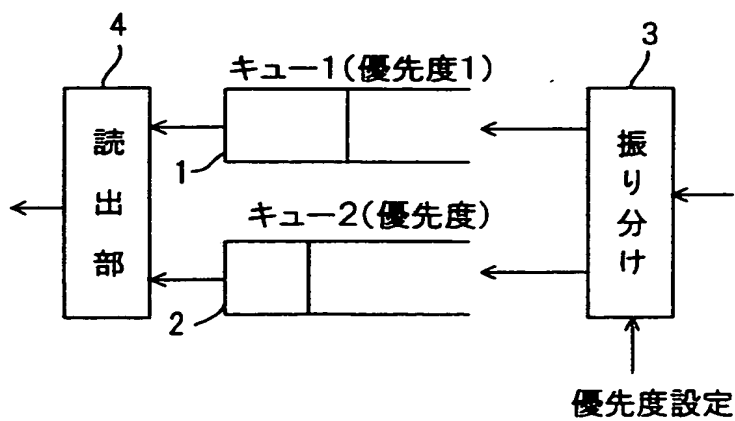 4
3
キュー1(優先度1)
読出部
振り分け
1
キュー2(優先度)
2
優先度設定